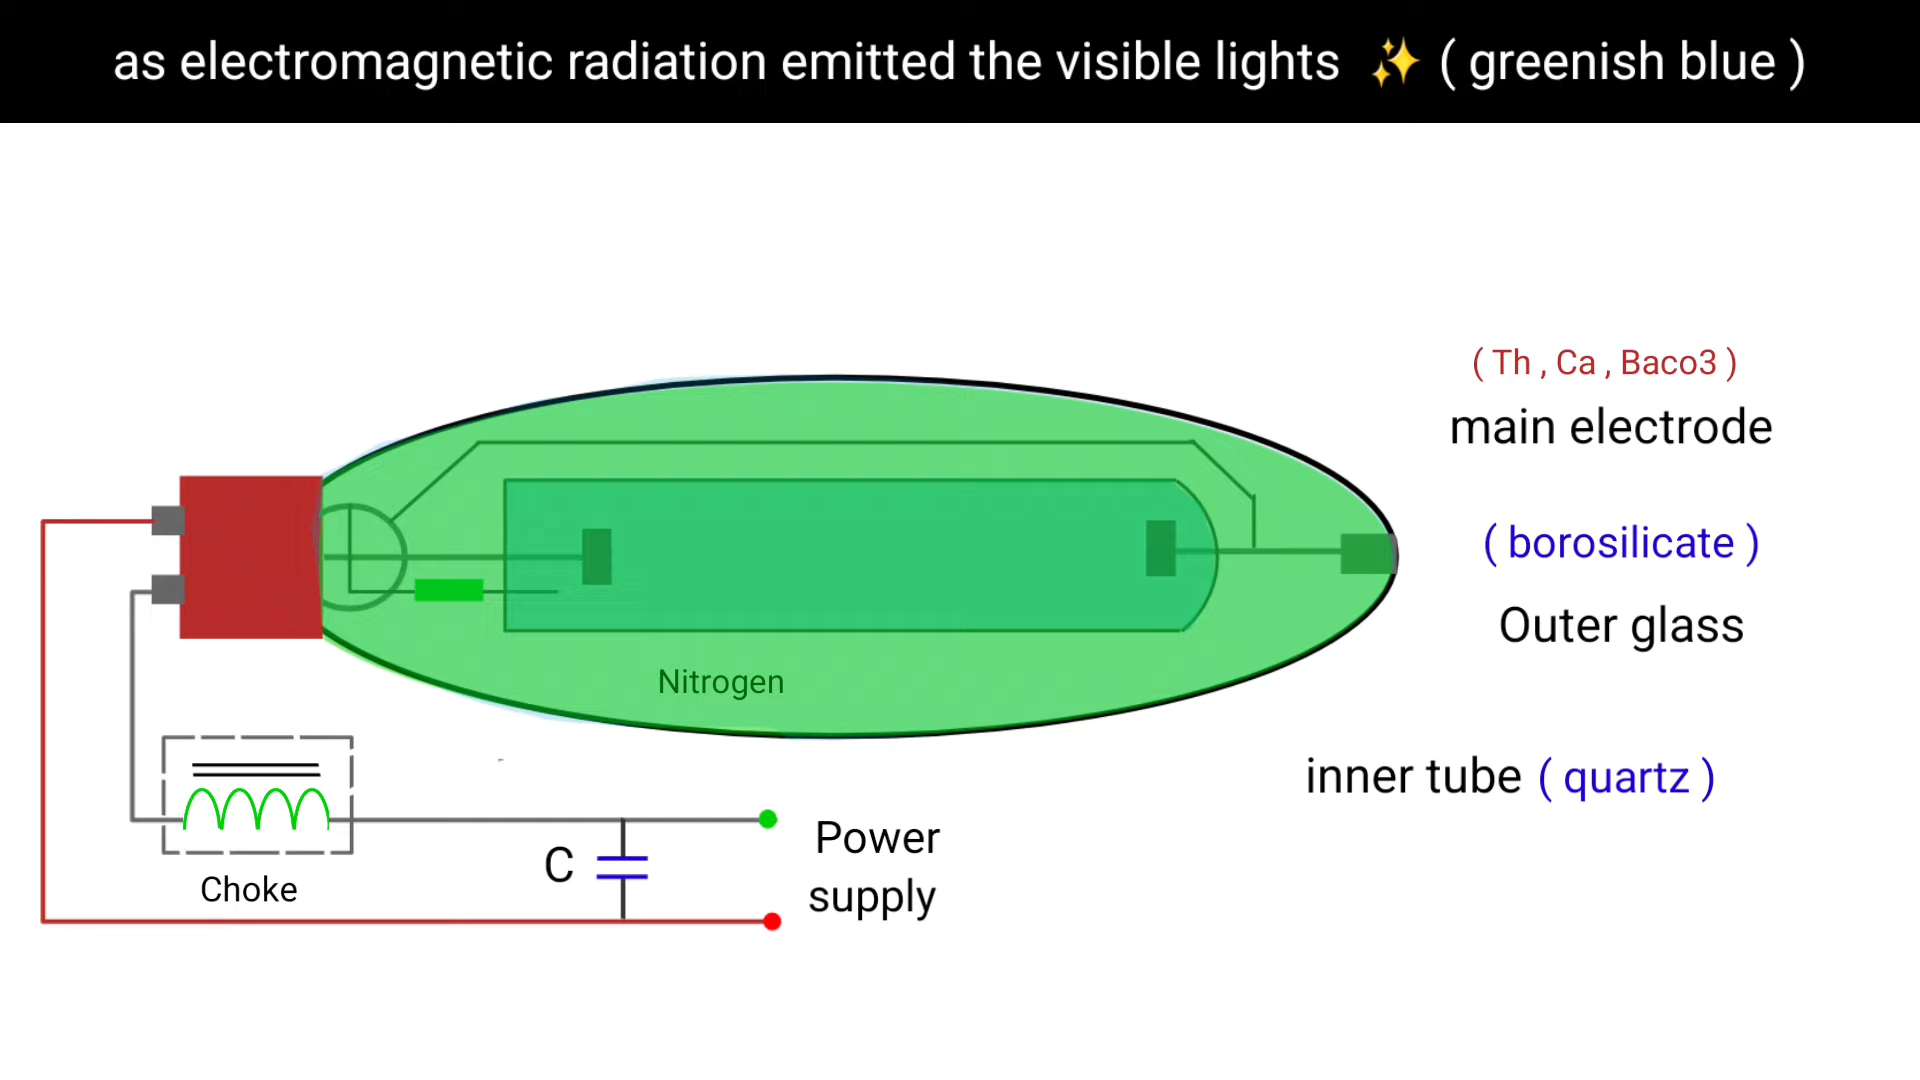 as electromagnetic radiation emitted the visible lights ✨ ( greenish blue )
( Th , Ca , Baco3 )
main electrode
( borosilicate )
Outer glass
Nitrogen
inner tube ( quartz )
Choke
C
Power
supply